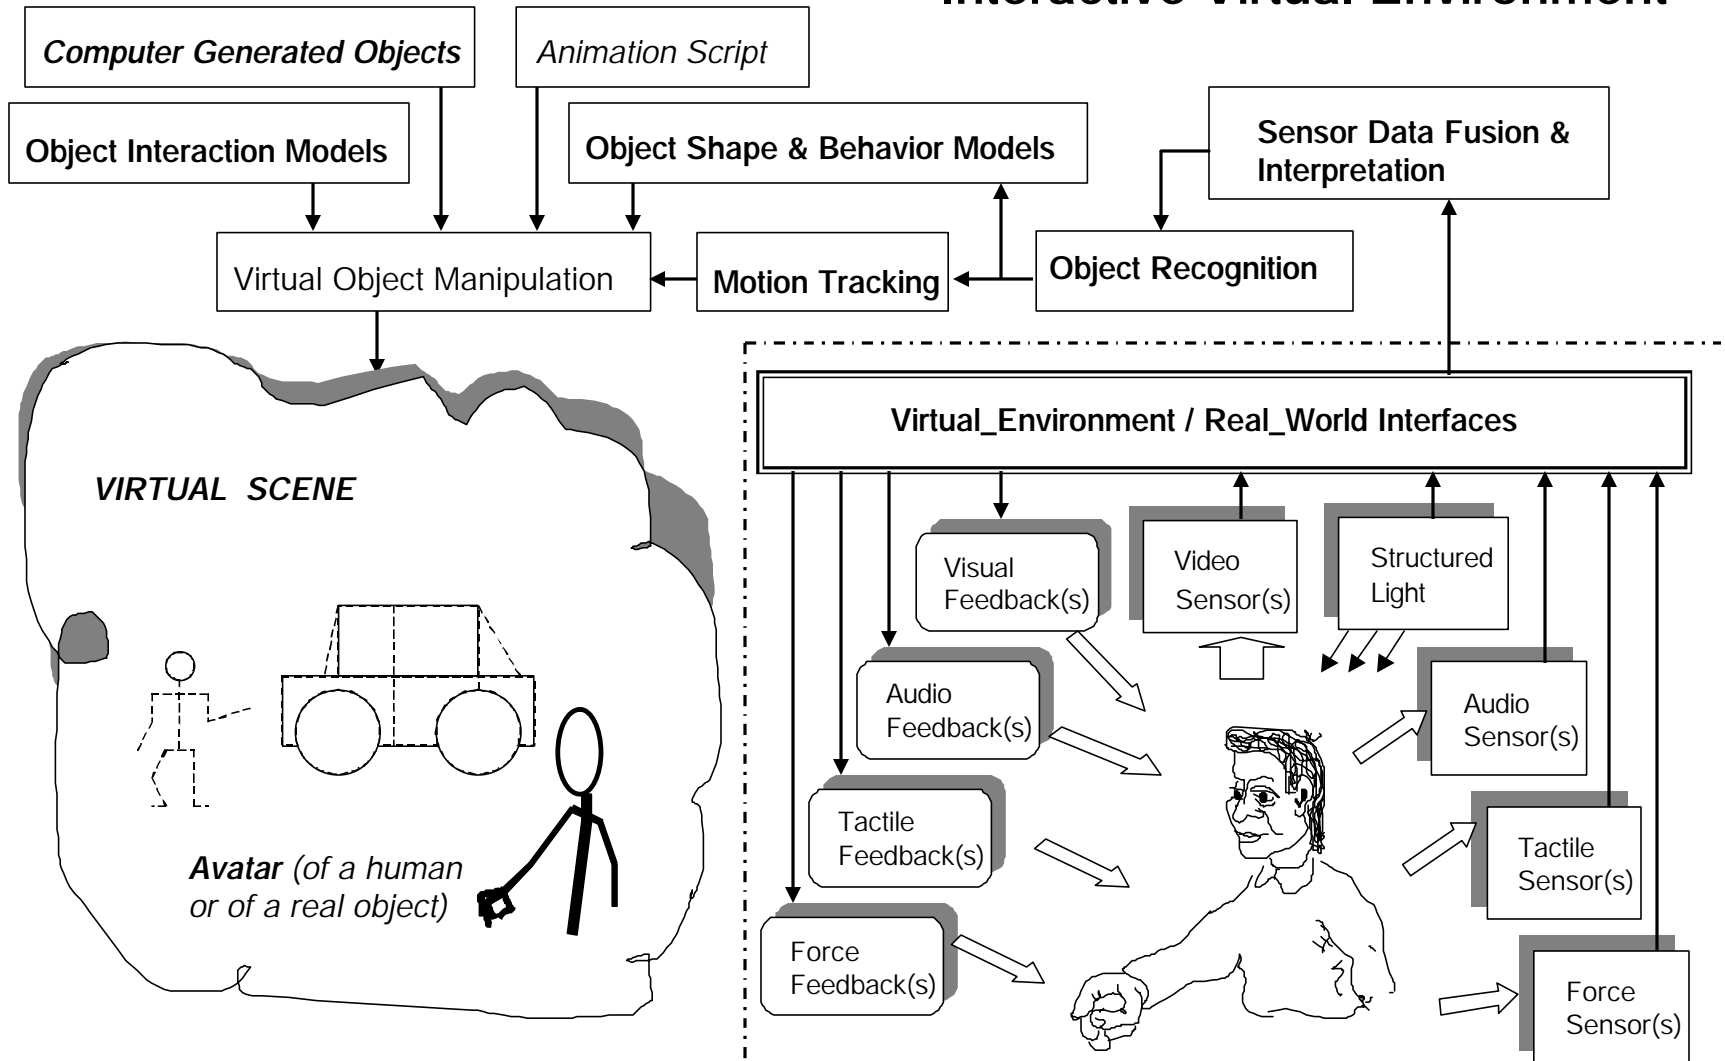 Interactive Virtual Environment
Computer Generated Objects
Animation Script
Object Interaction Models
Object Shape & Behavior Models
Sensor Data Fusion &
Interpretation
Virtual Object Manipulation
Motion Tracking
Object Recognition
Virtual_Environment / Real_World Interfaces
VIRTUAL SCENE
Visual
Feedback(s)
Video
Sensor(s)
Structured
Light
Audio
Feedback(s)
Audio
Sensor(s)
Tactile
Feedback(s)
Tactile
Sensor(s)
Avatar (of a human
or of a real object)
Force
Feedback(s)
Force
Sensor(s)